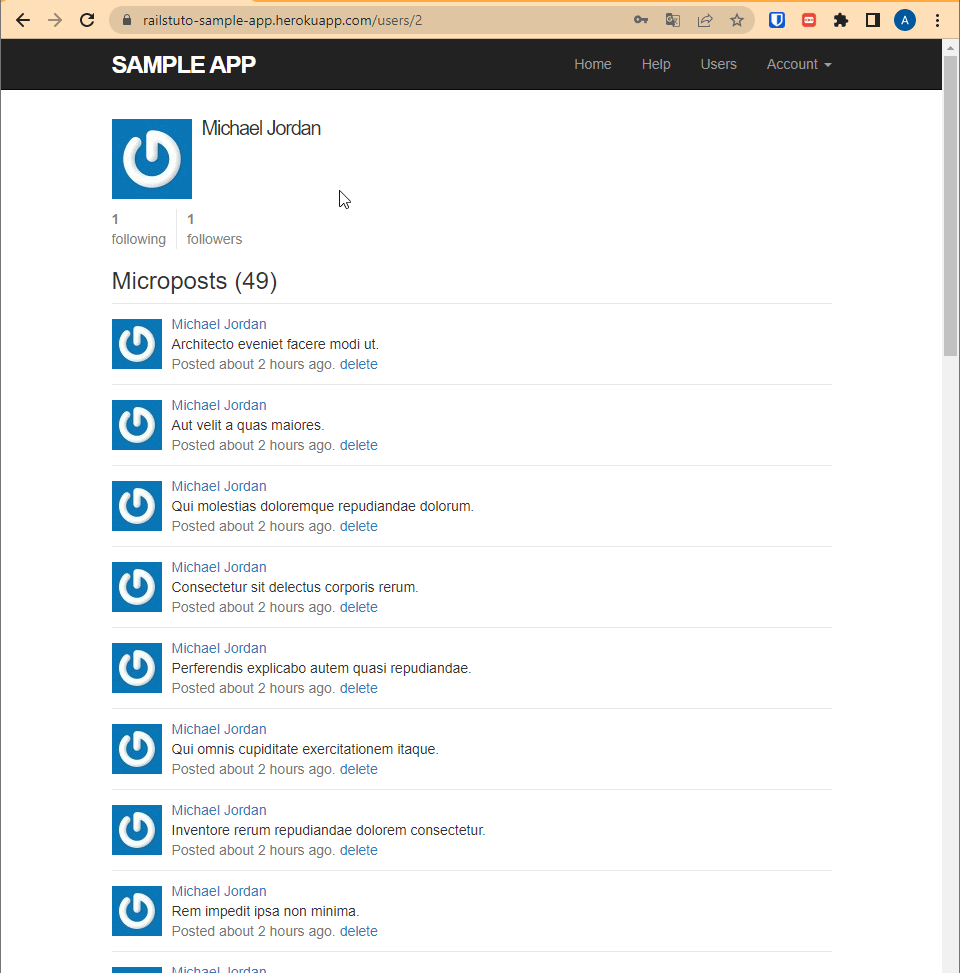 railstuto-sample-app.herokuapp.com/users/2
A
SAMPLE APP
Home Help Users Account
Michael Jordan
1 1
following followers
Microposts (49)
Michael Jordan
Architecto eveniet facere modi ut.
Posted about 2 hours ago. delete
Michael Jordan
Aut velit a quas maiores.
Posted about 2 hours ago. delete
Michael Jordan
Qui molestias doloremque repudiandae dolorum.
Posted about 2 hours ago. delete
Michael Jordan
Consectetur sit delectus corporis rerum.
Posted about 2 hours ago. delete
Michael Jordan
Perferendis explicabo autem quasi repudiandae.
Posted about 2 hours ago. delete
Michael Jordan
Qui omnis cupiditate exercitationem itaque.
Posted about 2 hours ago. delete
Michael Jordan
Inventore rerum repudiandae dolorem consectetur.
Posted about 2 hours ago. delete
Michael Jordan
Rem impedit ipsa non minima.
Posted about 2 hours ago. delete
Michael Jordan